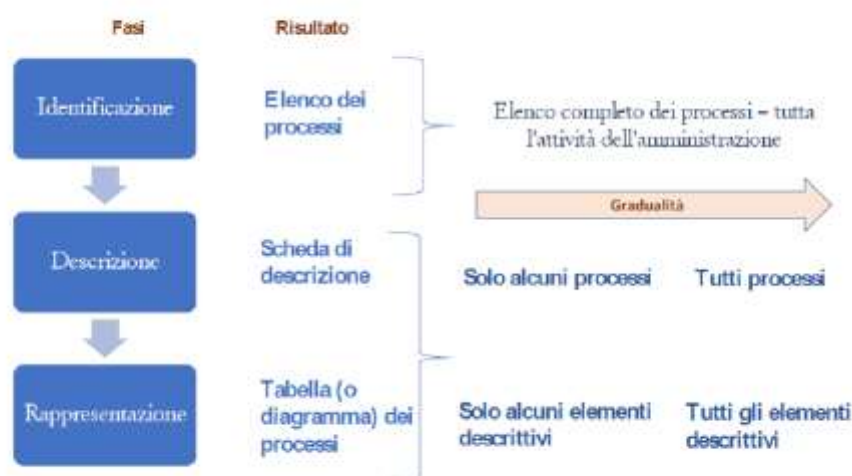 Fasi
Risultato
Identificazione
Elenco dei
processi
Elenco completo dei processi – tutta
l'attività dell'amministrazione
Gradualità
Descrizione
Scheda di
descrizione
Solo alcuni processi
Tutti processi
Rappresentazione
Tabella (o
diagramma) dei
processi
Solo alcuni elementi
descrittivi
Tutti gli elementi
descrittivi